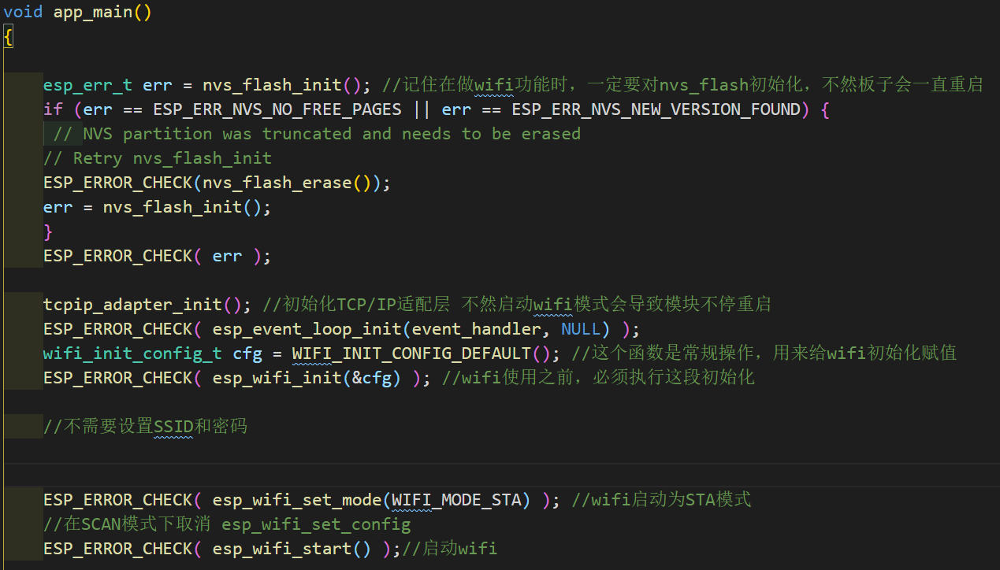 void app_main()
{
esp_err_t err = nvs_flash_init(); //记住在做wifi功能时，一定要对nvs_flash初始化，不然板子会一直重启
if (err == ESP_ERR_NVS_NO_FREE_PAGES || err == ESP_ERR_NVS_NEW_VERSION_FOUND) {
// NVS partition was truncated and needs to be erased
// Retry nvs_flash_init
ESP_ERROR_CHECK(nvs_flash_erase());
err = nvs_flash_init();
}
ESP_ERROR_CHECK( err );
tcpip_adapter_init(); //初始化TCP/IP适配层 不然启动wifi模式会导致模块不停重启
ESP_ERROR_CHECK( esp_event_loop_init(event_handler, NULL) );
wifi_init_config_t cfg = WIFI_INIT_CONFIG_DEFAULT(); //这个函数是常规操作，用来给wifi初始化赋值
ESP_ERROR_CHECK( esp_wifi_init(&cfg) ); //wifi使用之前，必须执行这段初始化
//不需要设置SSID和密码
ESP_ERROR_CHECK( esp_wifi_set_mode(WIFI_MODE_STA) ); //wifi启动为STA模式
//在SCAN模式下取消 esp_wifi_set_config
ESP_ERROR_CHECK( esp_wifi_start() );//启动wifi